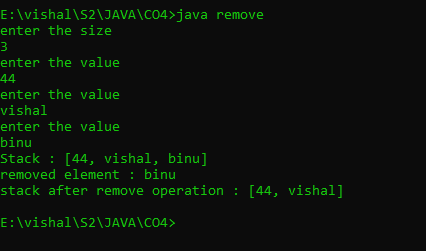 E:\vishal\S2\JAVA\CO4>java remove
enter the size
3
enter the value
44
enter the value
vishal
enter the value
binu
Stack : [44, vishal, binu]
removed element : binu
stack after remove operation : [44, vishal]
E:\vishal\S2\JAVA\CO4>